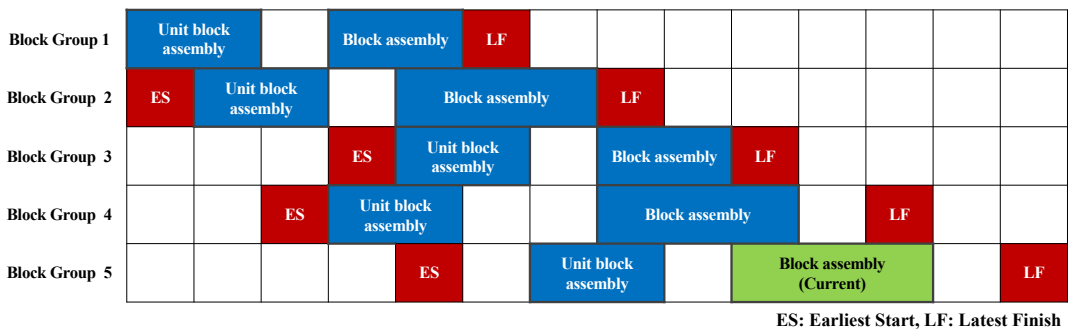 Block Group 1
Unit block
assembly
Block assembly
LF
Block Group 2
ES
Unit block
assembly
Block assembly
LF
Block Group 3
ES
Unit block
assembly
Block assembly
LF
Block Group 4
ES
Unit block
assembly
Block assembly
LF
Block Group 5
ES
Unit block
assembly
Block assembly
(Current)
LF
ES: Earliest Start, LF: Latest Finish